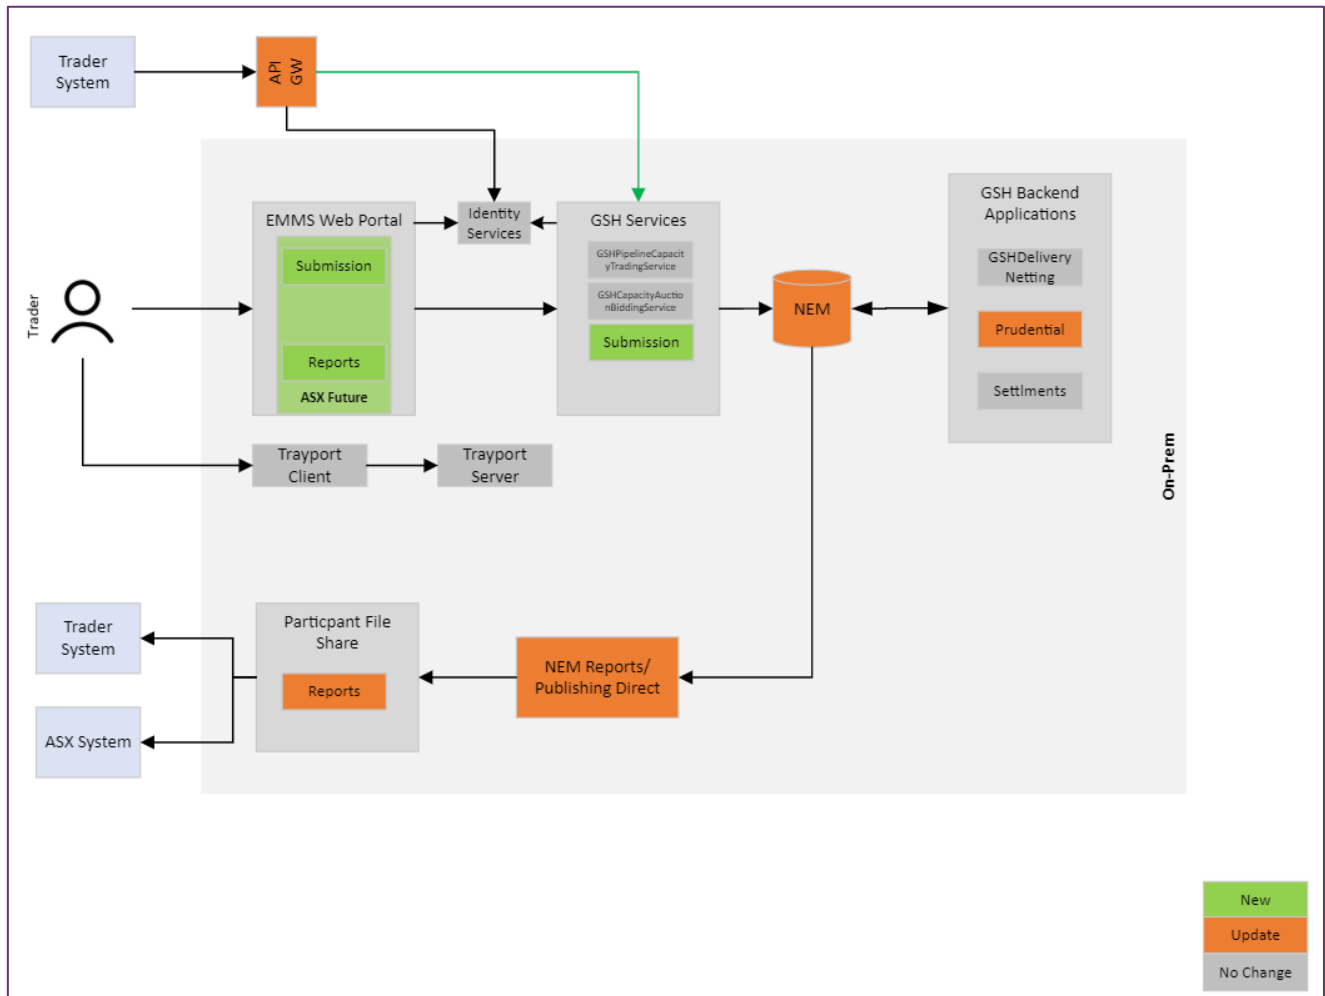 Trader
System
API
GW
EMMS Web Portal
Submission
Reports
ASX Future
Identity
Services
GSH Services
GSHPipelineCapacit
yTradingService
GSHCapacityAuctio
nBiddingService
Submission
NEM
GSH Backend
Applications
GSHDelivery
Netting
Prudential
Settlments
Trader
Trayport
Client
Trayport
Server
On-Prem
Trader
System
ASX System
Particpant File
Share
Reports
NEM Reports/
Publishing Direct
New
Update
No Change